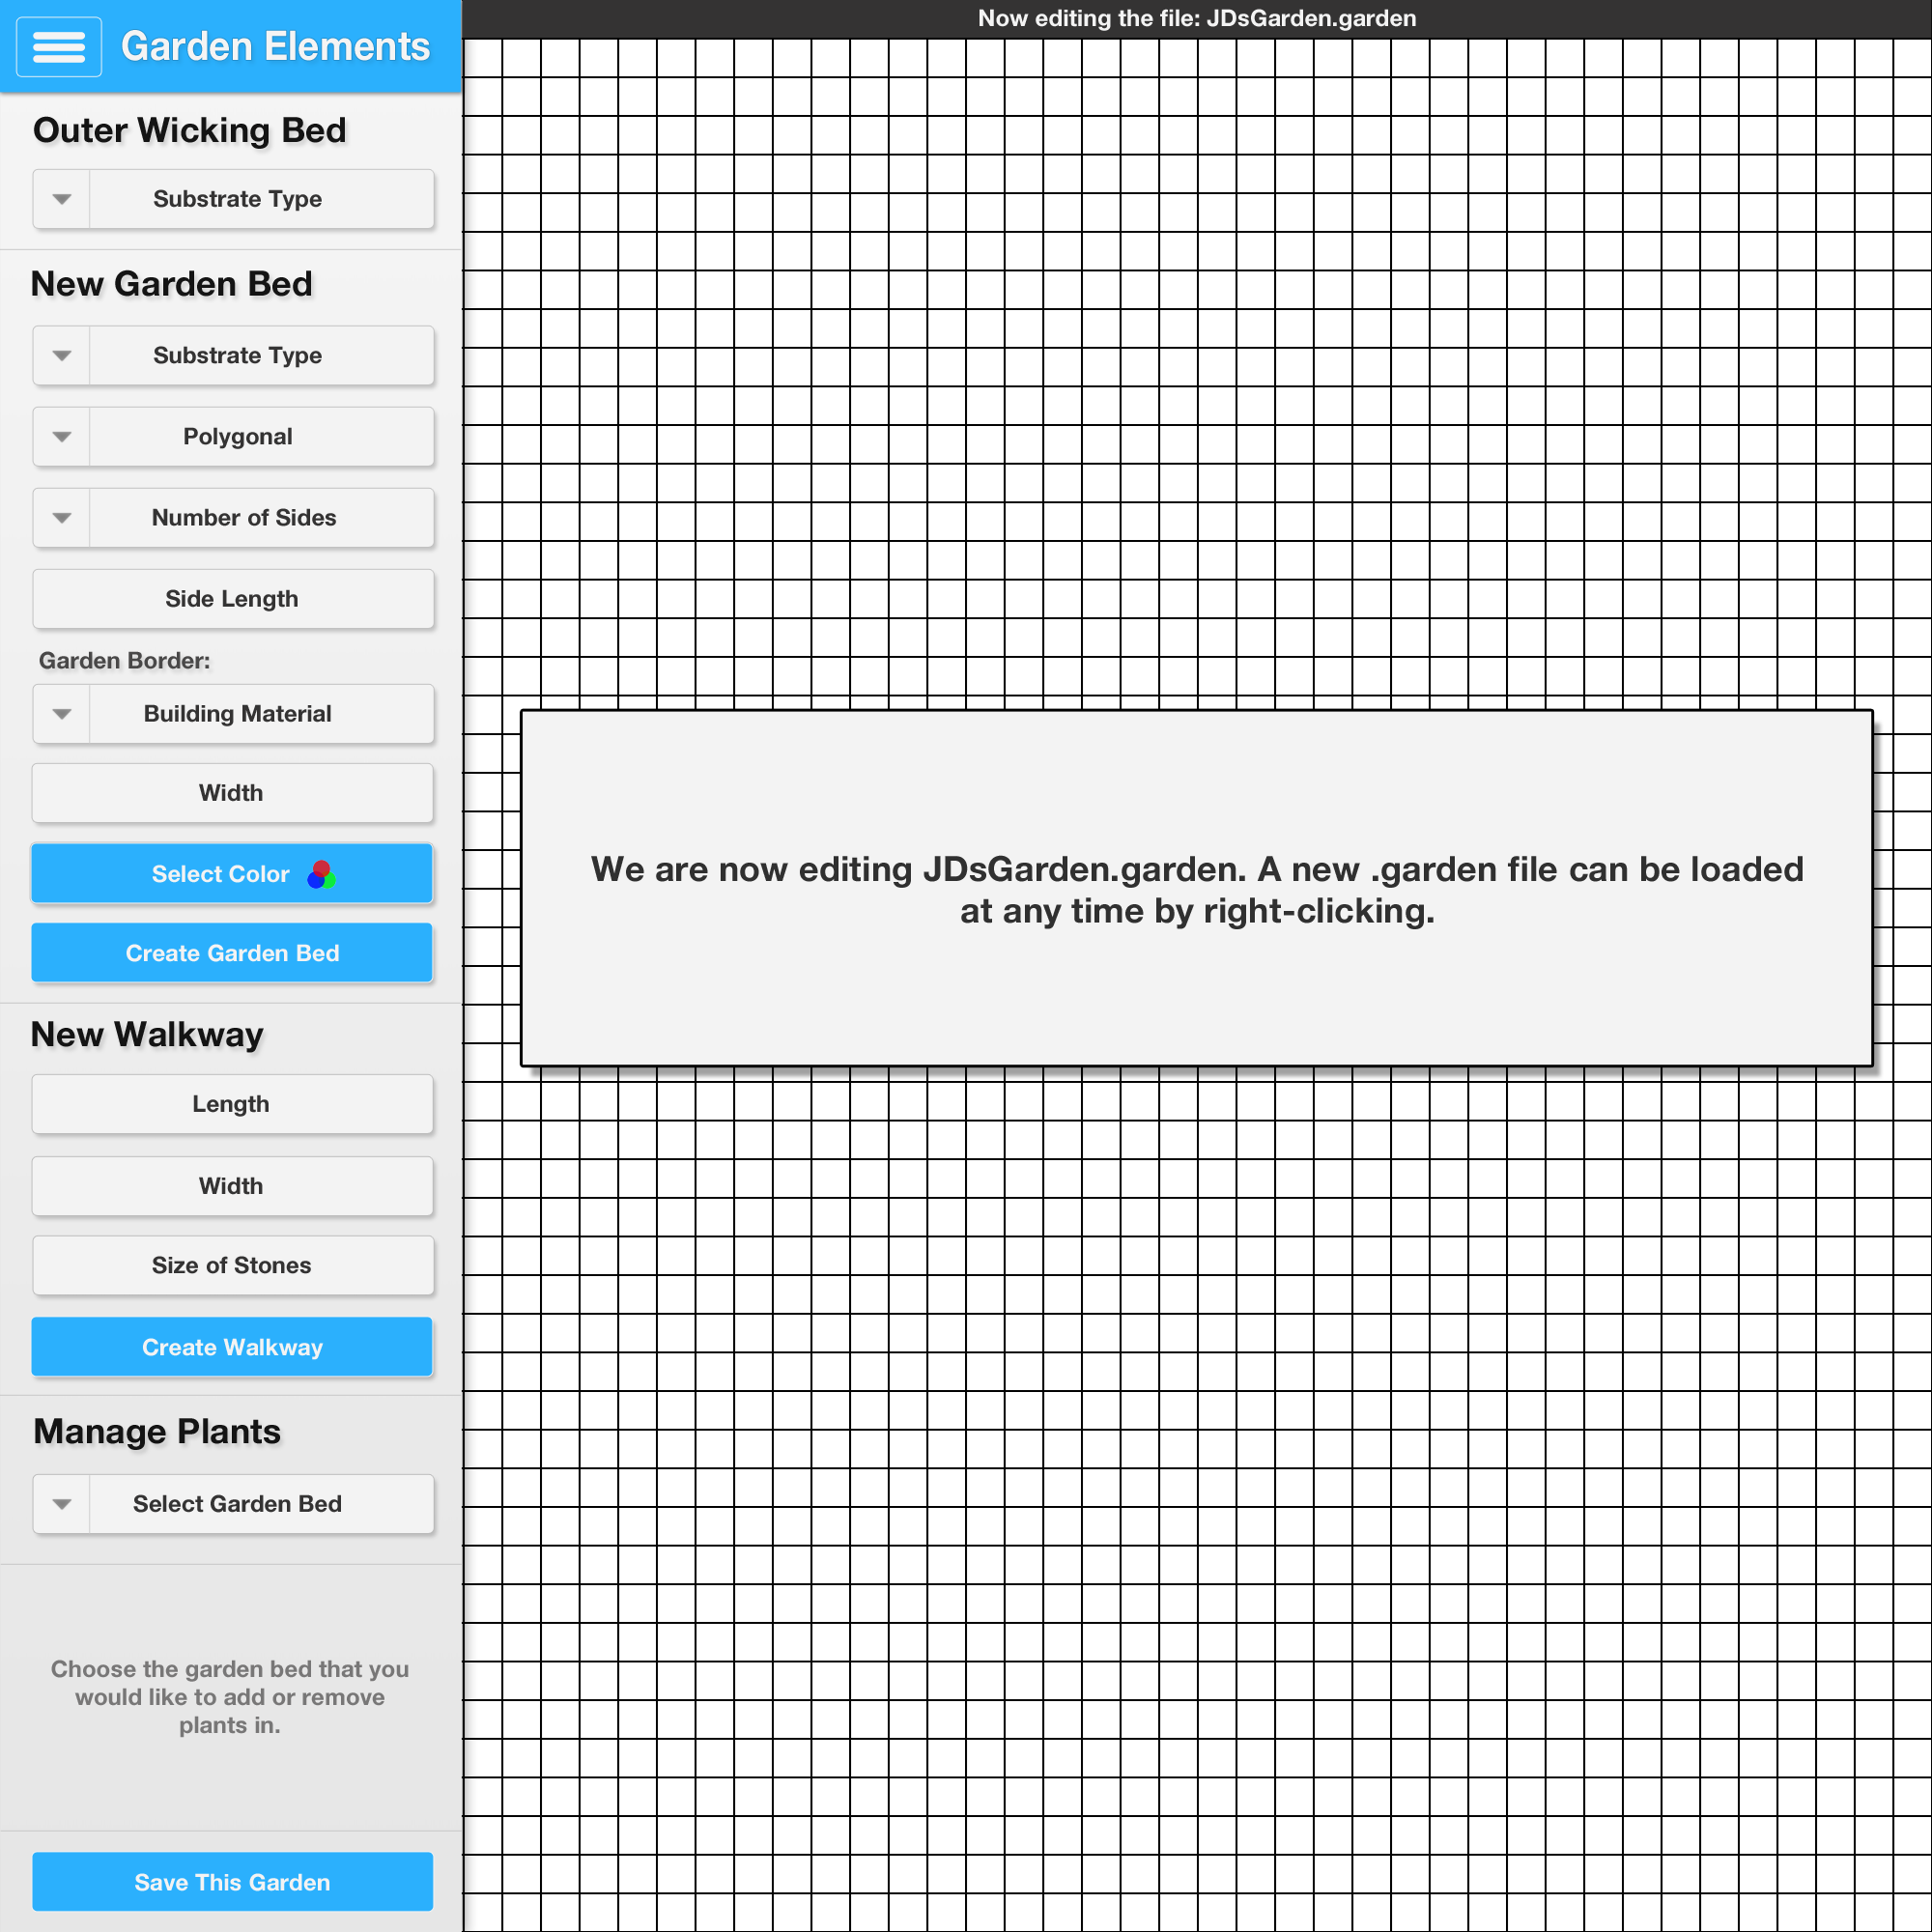 Garden Elements
Outer Wicking Bed
Substrate Type
New Garden Bed
Substrate Type
Polygonal
Number of Sides
Side Length
Garden Border:
Building Material
Width
Select Color
Create Garden Bed
New Walkway
Length
Width
Size of Stones
Create Walkway
Manage Plants
Select Garden Bed
Choose the garden bed that you
would like to add or remove
plants in.
Save This Garden
Now editing the file: JDsGarden.garden
We are now editing JDsGarden.garden. A new .garden file can be loaded
at any time by right-clicking.